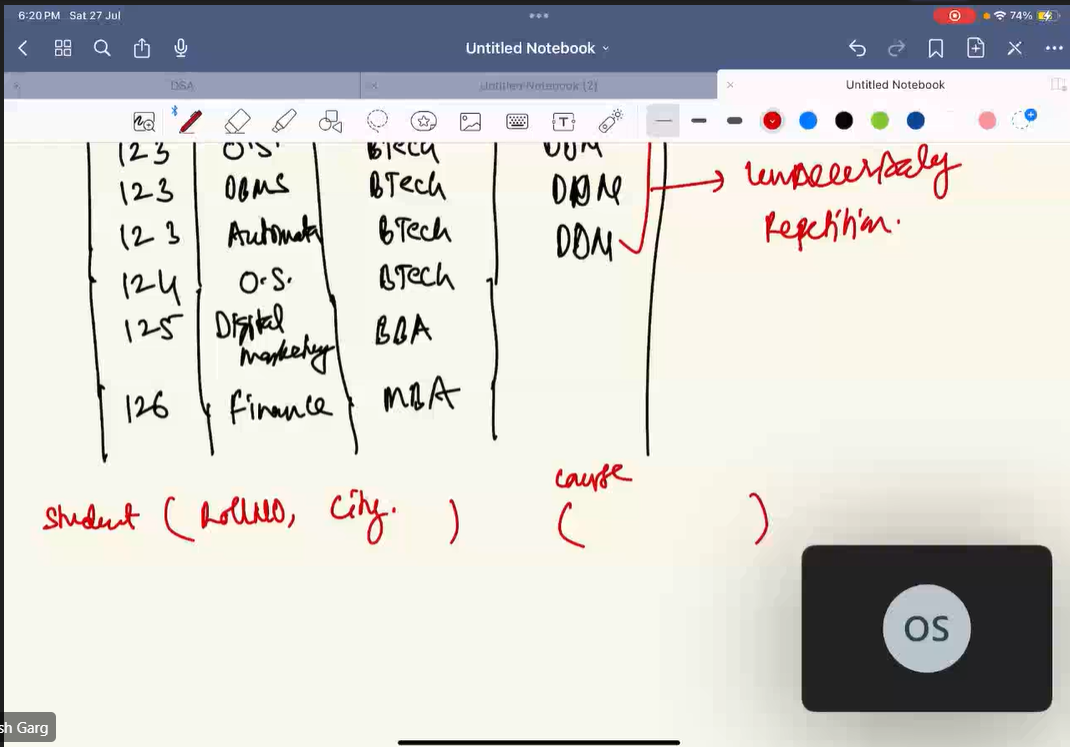 6:20 PM Sat 27 Jul
74%
Untitled Notebook
DSA
Untitled Notebook (2)
Untitled Notebook
T
123 O.S. BTech DDM
123 DBMS BTech DDM
123 Automata BTech DDM
124 O.S. BTech
125 Digital Marketing BBA
126 Finance MBA
Repetition.
Student ( RollNo, City. )
(
)
OS
sh Garg